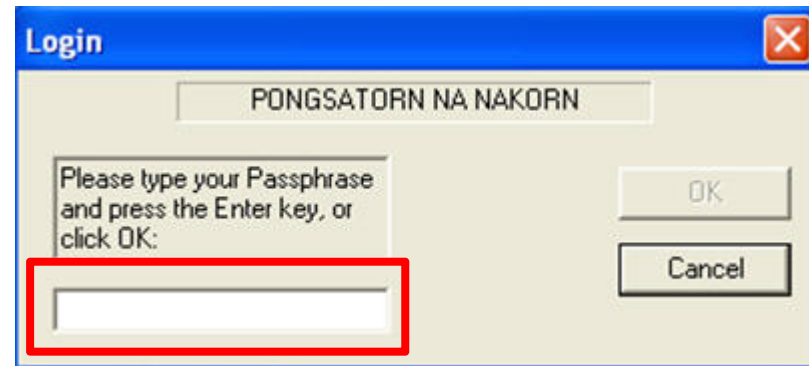 Login
PONGSATORN NA NAKORN
Please type your Passphrase
and press the Enter key, or
click OK:
OK
Cancel